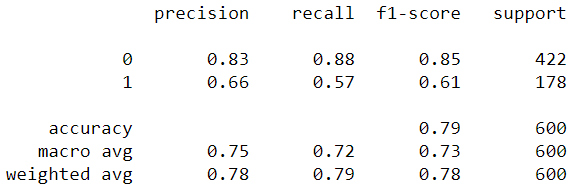 precision recall f1-score support
0 0.83 0.88 0.85 422
1 0.66 0.57 0.61 178
accuracy 0.79 600
macro avg 0.75 0.72 0.73 600
weighted avg 0.78 0.79 0.78 600